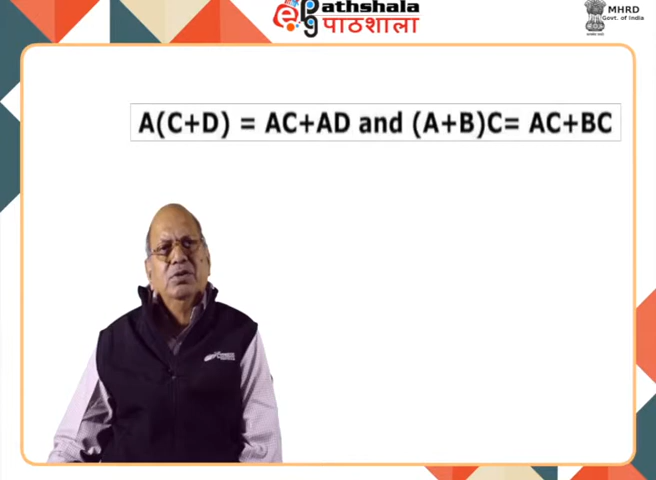 ePathshala
पाठशाला
MHRD
Govt. of India
A(C+D) = AC+AD and (A+B)C= AC+BC